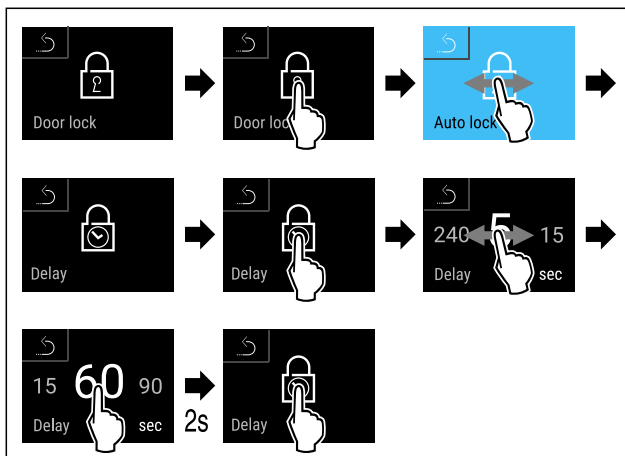 Door lock
Door loc
Auto lock
Delay
Delay
240 5 15
Delay sec
15 60 90
Delay sec
2s
Delay